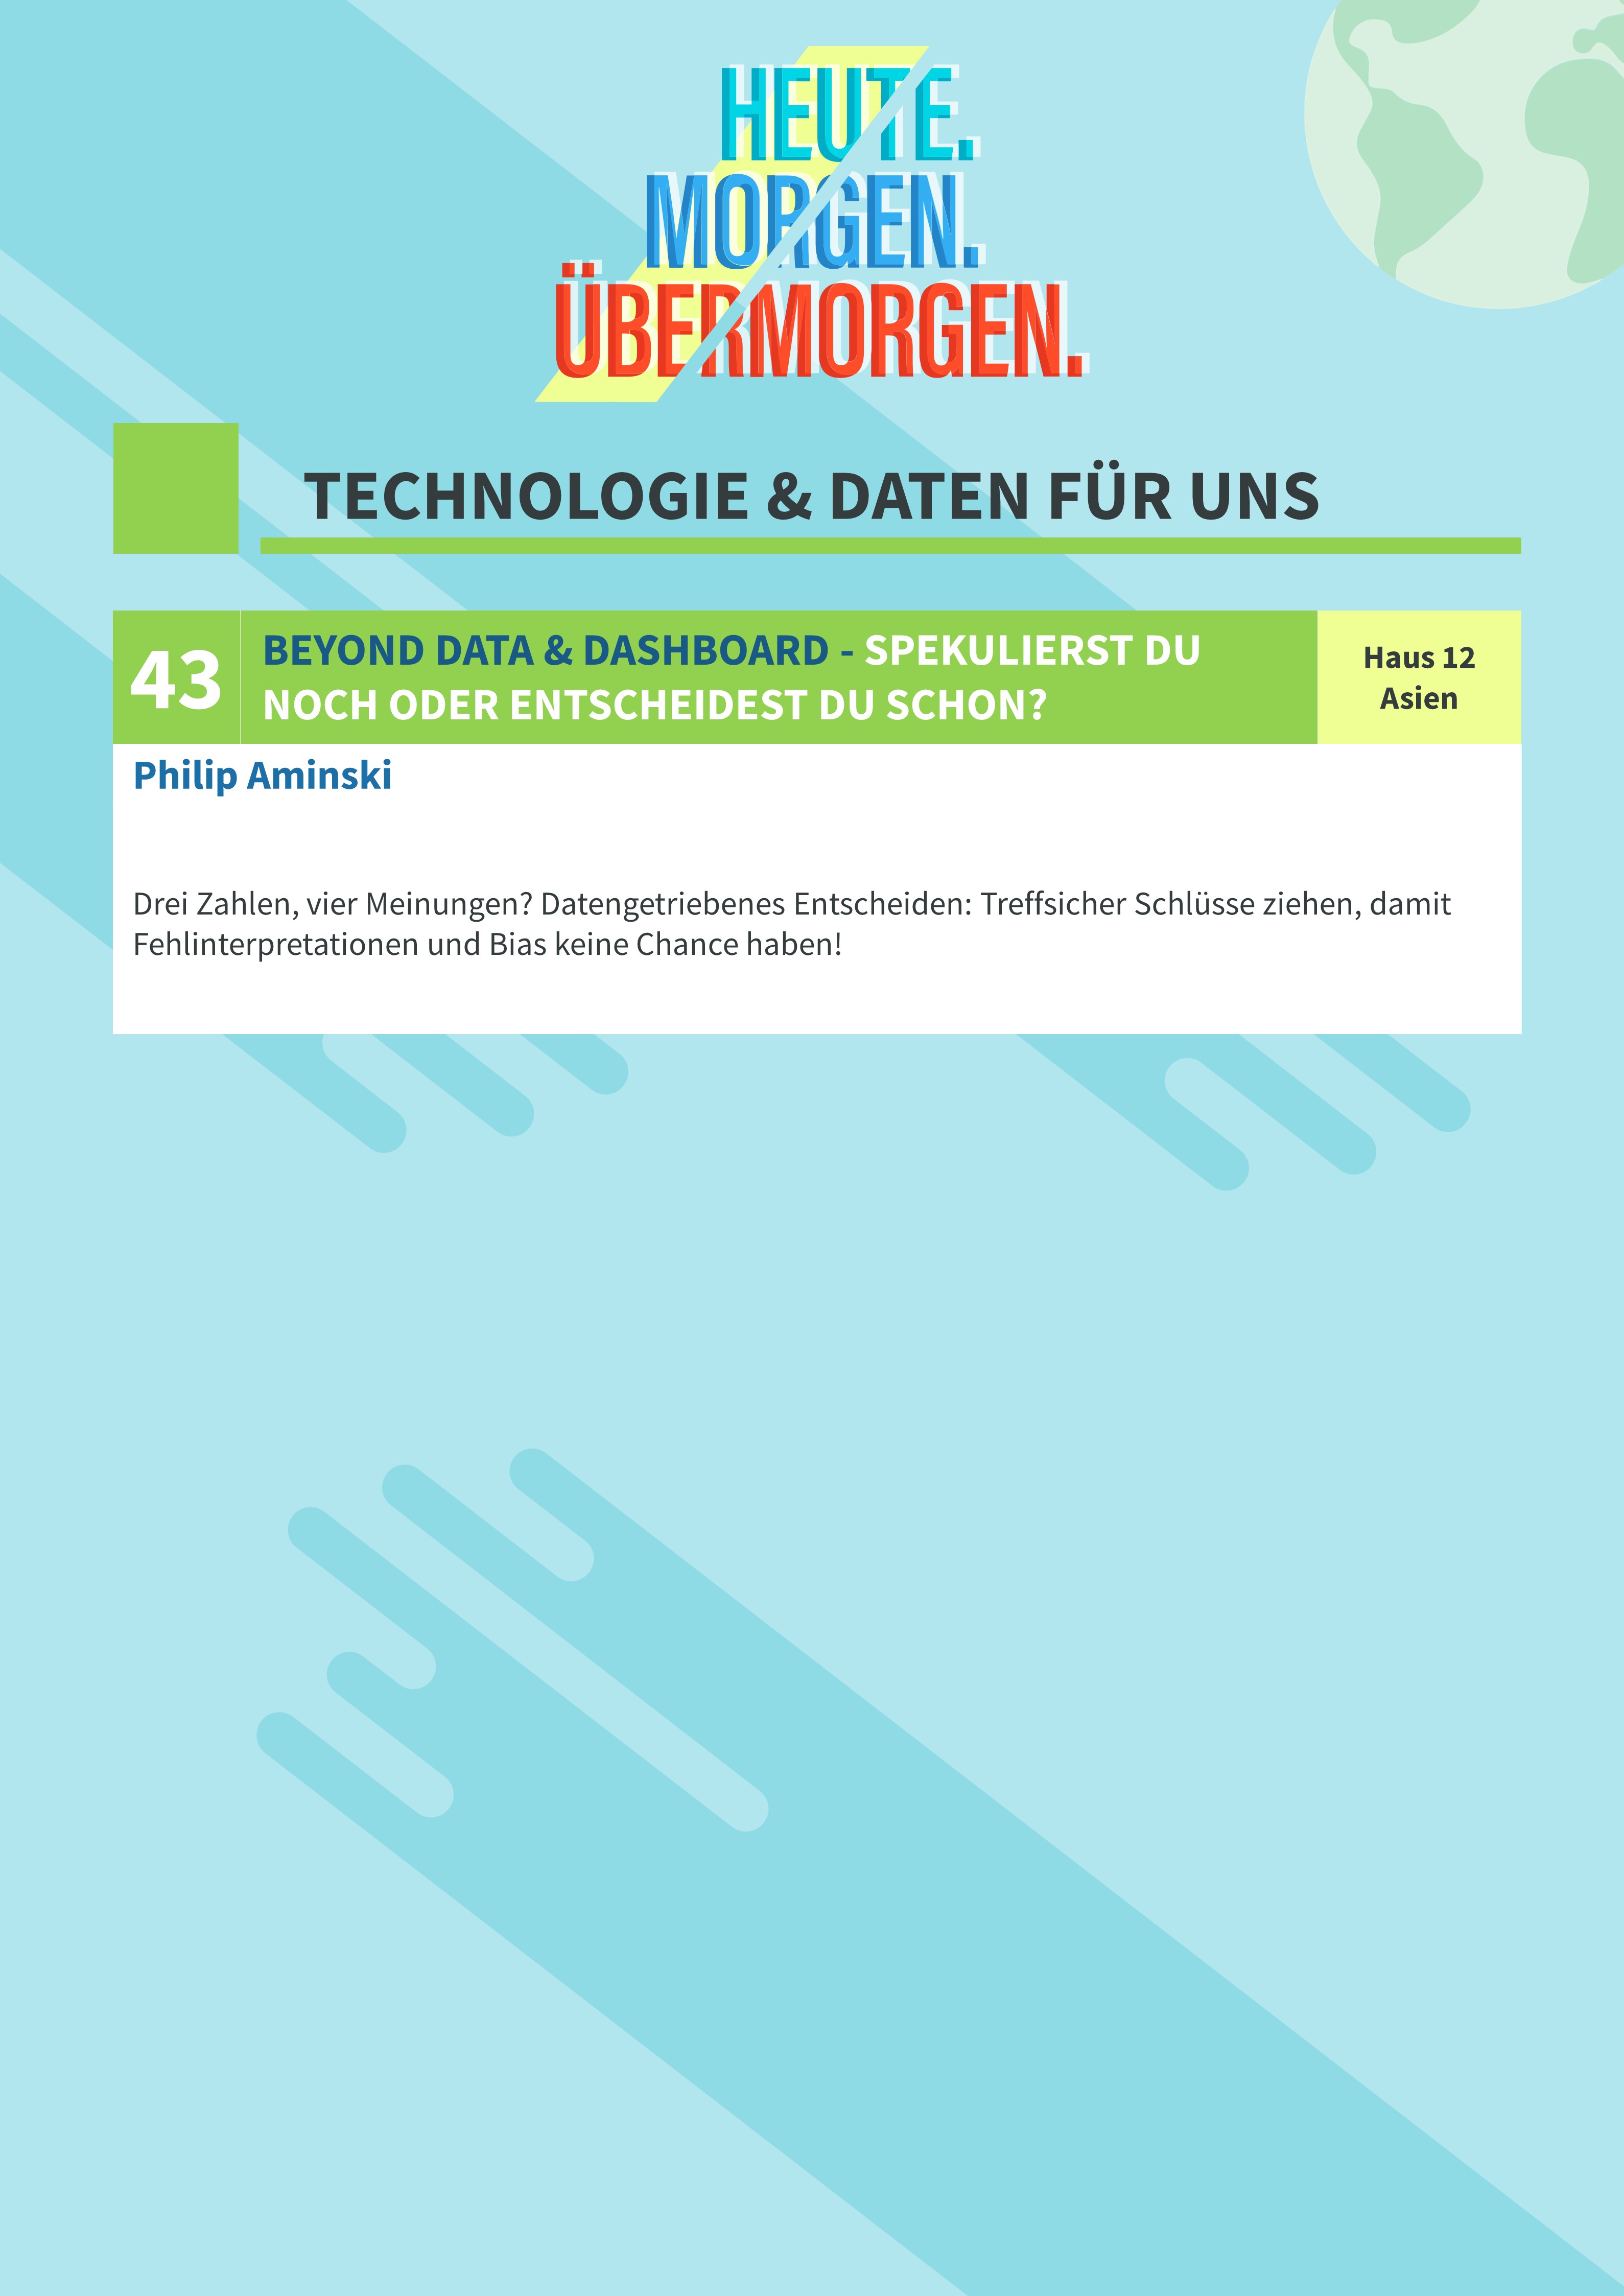 HEUTE.
MORGEN.
ÜBERMORGEN.
TECHNOLOGIE & DATEN FÜR UNS
43
BEYOND DATA & DASHBOARD - SPEKULIERST DU
NOCH ODER ENTSCHEIDEST DU SCHON?
Haus 12
Asien
Philip Aminski
Drei Zahlen, vier Meinungen? Datengetriebenes Entscheiden: Treffsicher Schlüsse ziehen, damit
Fehlinterpretationen und Bias keine Chance haben!